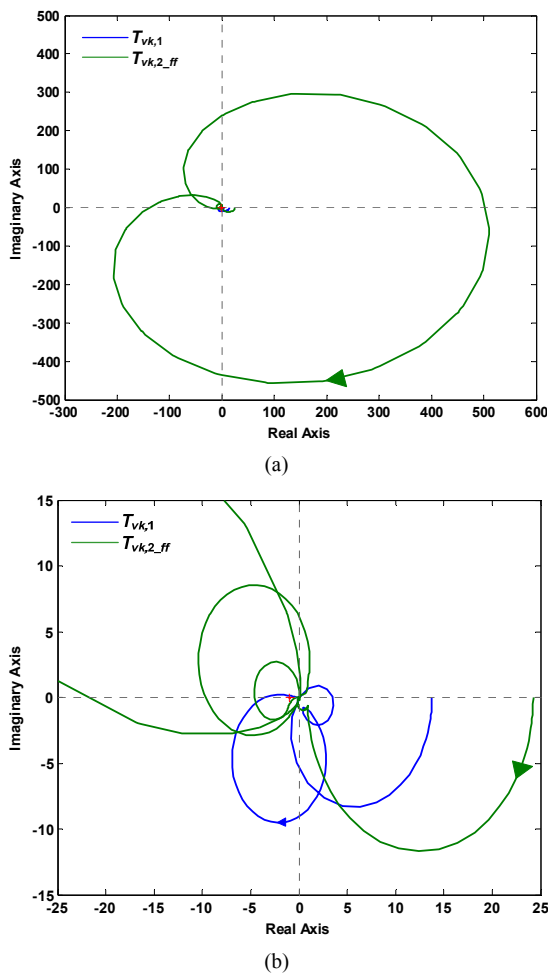 500
400
300
200
100
0
-100
-200
-300
-400
-500
-300 -200 -100 0 100 200 300 400 500 600
Imaginary Axis
Real Axis
T_vk,1
T_vk,2_ff
(a)
15
10
5
0
-5
-10
-15
-25 -20 -15 -10 -5 0 5 10 15 20 25
Imaginary Axis
Real Axis
T_vk,1
T_vk,2_ff
(b)